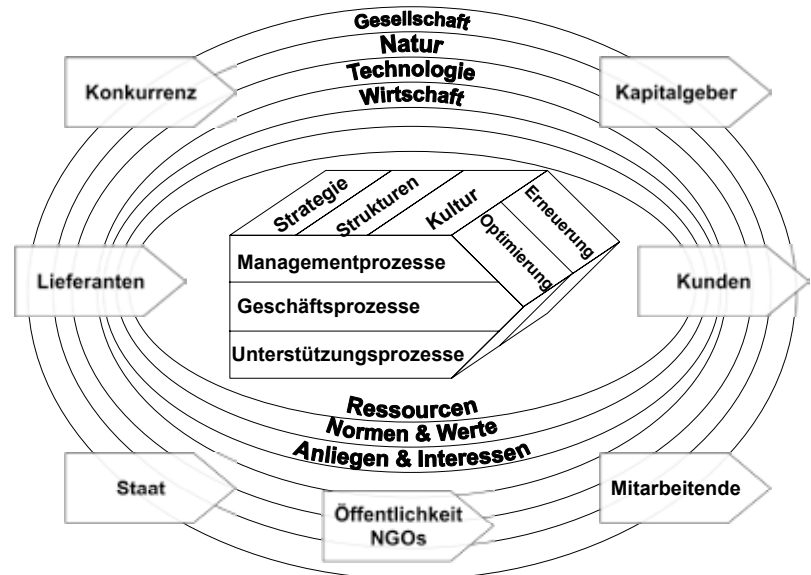 Gesellschaft
Natur
Technologie
Wirtschaft
Konkurrenz
Kapitalgeber
Strategie
Strukturen
Kultur
Erneuerung
Optimierung
Managementprozesse
Geschäftsprozesse
Unterstützungsprozesse
Lieferanten
Kunden
Ressourcen
Normen & Werte
Anliegen & Interessen
Staat
Öffentlichkeit
NGOs
Mitarbeitende